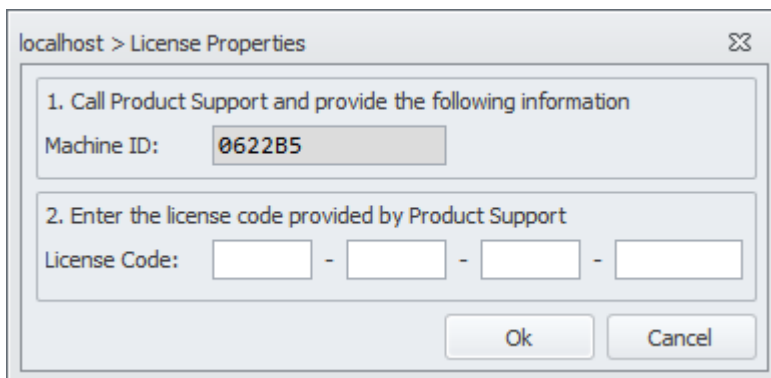 localhost > License Properties
1. Call Product Support and provide the following information
Machine ID: 0622B5
2. Enter the license code provided by Product Support
License Code: - - -
Ok Cancel